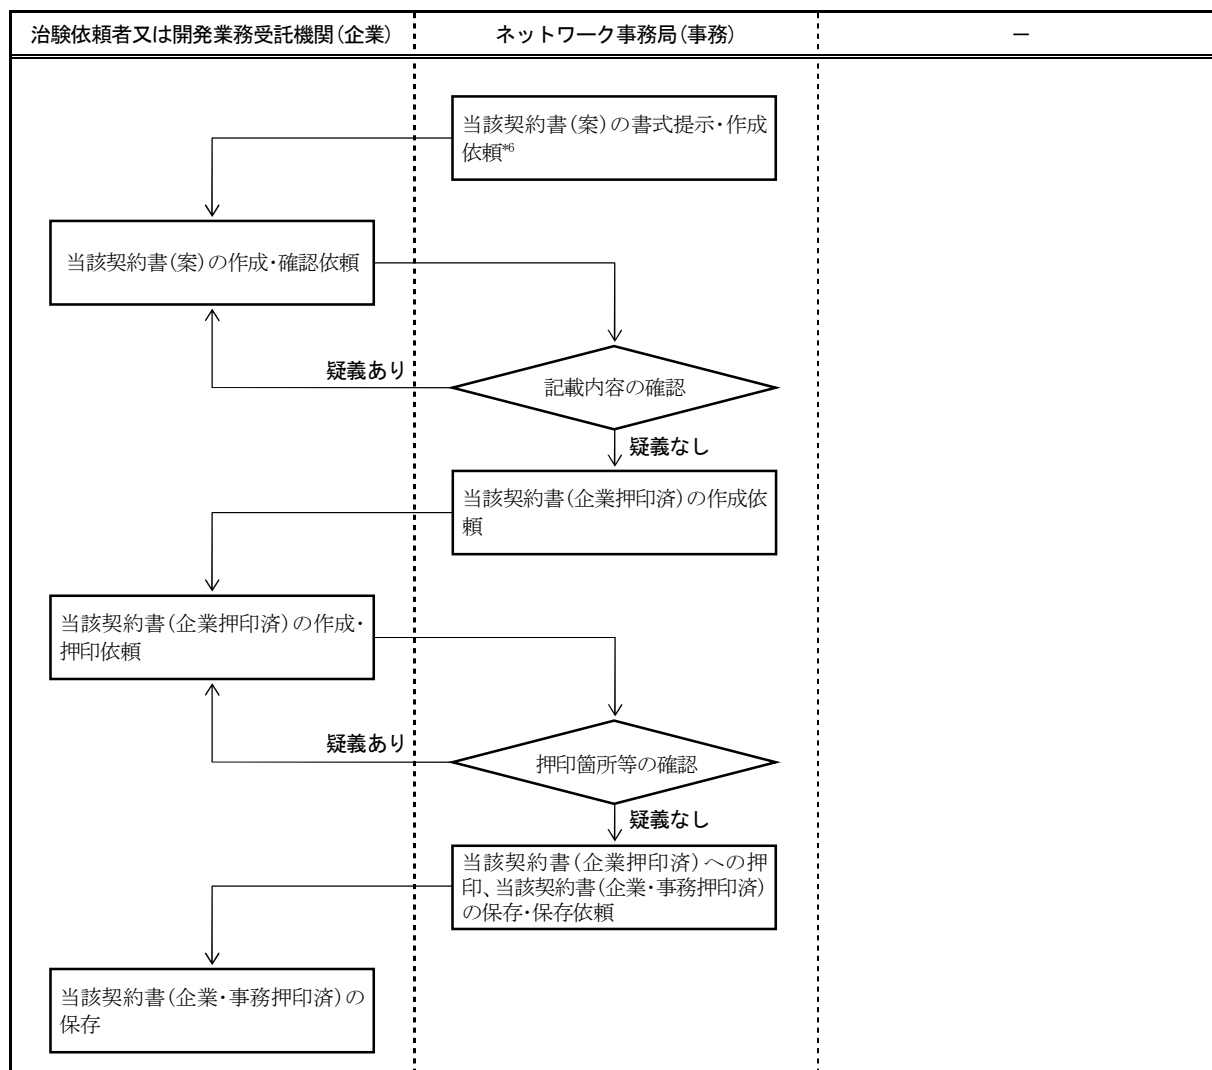 治験依頼者又は開発業務受託機関(企業)
ネットワーク事務局(事務)
－
当該契約書(案)の書式提示・作成
依頼*6
当該契約書(案)の作成・確認依頼
疑義あり
記載内容の確認
疑義なし
当該契約書(企業押印済)の作成依
頼
当該契約書(企業押印済)の作成・
押印依頼
疑義あり
押印箇所等の確認
疑義なし
当該契約書(企業押印済)への押
印、当該契約書(企業・事務押印済)
の保存・保存依頼
当該契約書(企業・事務押印済)の
保存